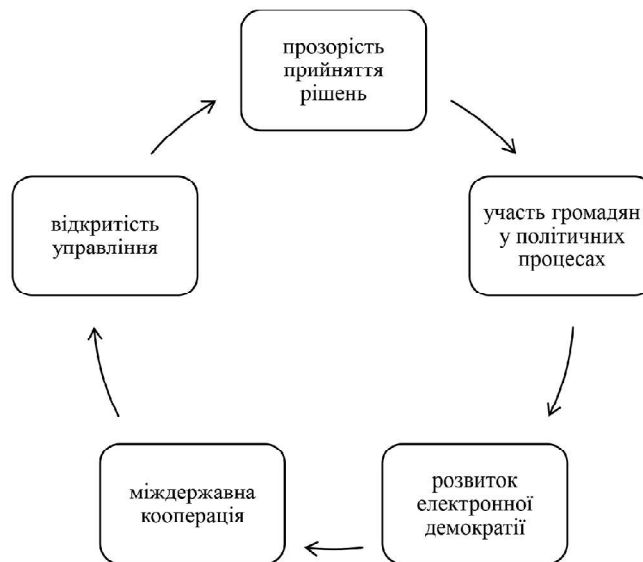 прозорість
прийняття
рішень
участь громадян
у політичних
процесах
розвиток
електронної
демократії
міждержавна
кооперація
відкритість
управління